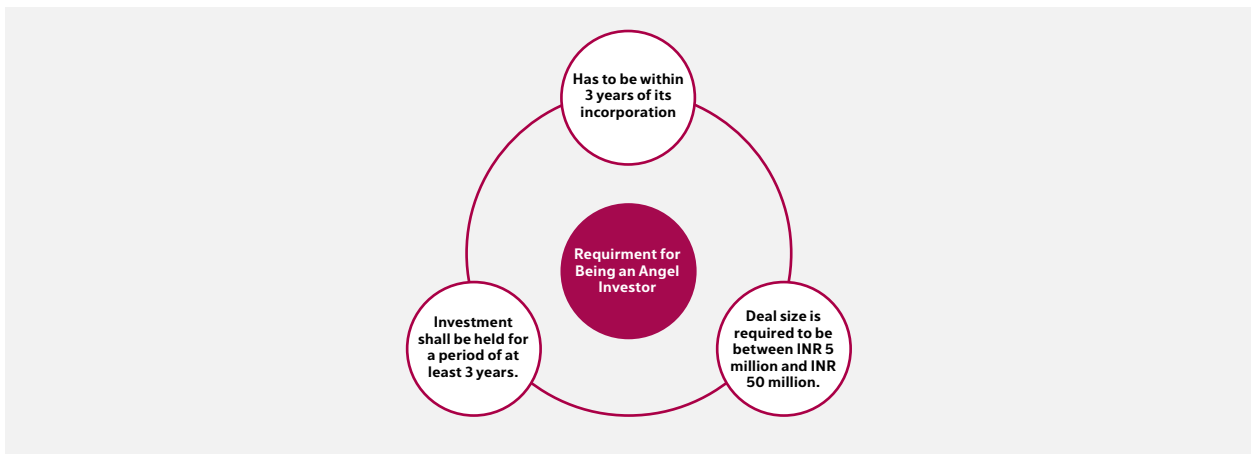 Has to be within
3 years of its
incorporation
Requirment for
Being an Angel
Investor
Investment
shall be held for
a period of at
least 3 years.
Deal size is
required to be
between INR 5
million and INR
50 million.